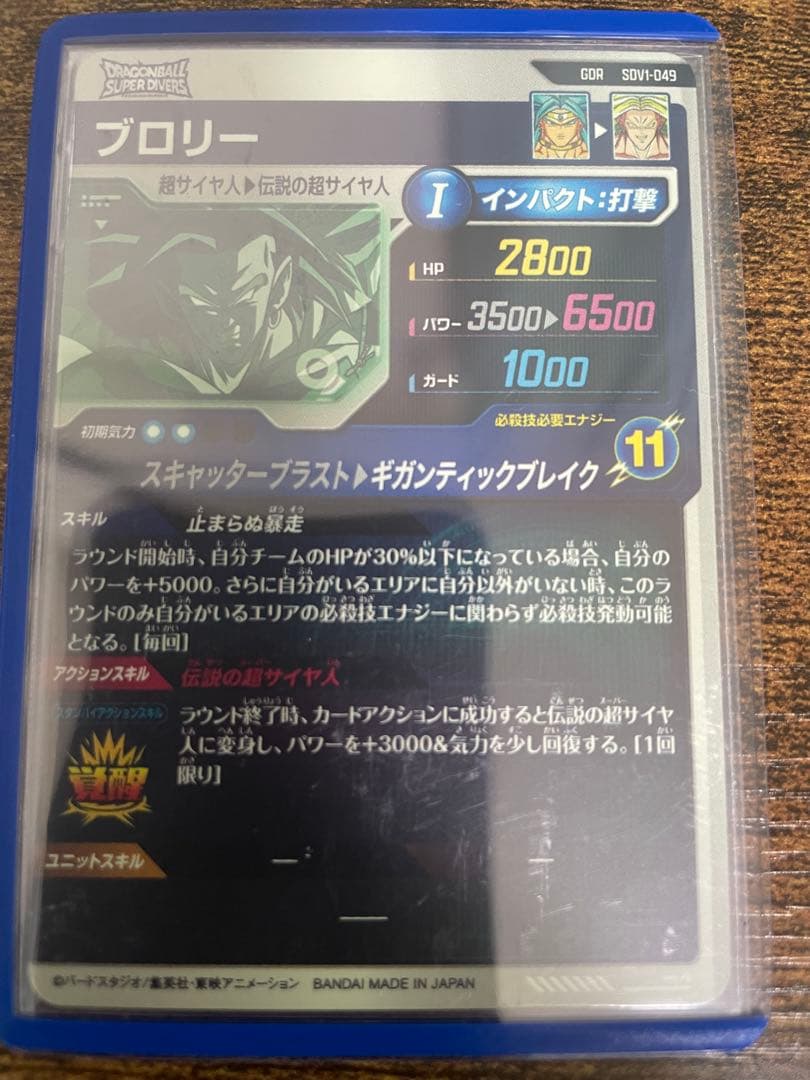 DRAGONBALL
SUPER DIVERS
GDR SDV1-049
ブロリー
超サイヤ人▶伝説の超サイヤ人
I インパクト:打撃
HP 2800
パワー 3500▶6500
ガード 1000
初期気力
必殺技必要エナジー
11
スキャッターブラスト▶ギガンティックブレイク
スキル 止まらぬ暴走
ラウンド開始時、自分チームのHPが30%以下になっている場合、自分の
パワーを+5000。さらに自分がいるエリアに自分以外がいない時、このラ
ウンドのみ自分がいるエリアの必殺技エナジーに関わらず必殺技発動可能
となる。[毎回]
アクションスキル 伝説の超サイヤ人
ラウンド終了時、カードアクションに成功すると伝説の超サイヤ
人に変身し、パワーを+3000&気力を少し回復する。[1回
限り]
覚醒
ユニットスキル — —
—
©バードスタジオ/集英社・東映アニメーション BANDAI MADE IN JAPAN